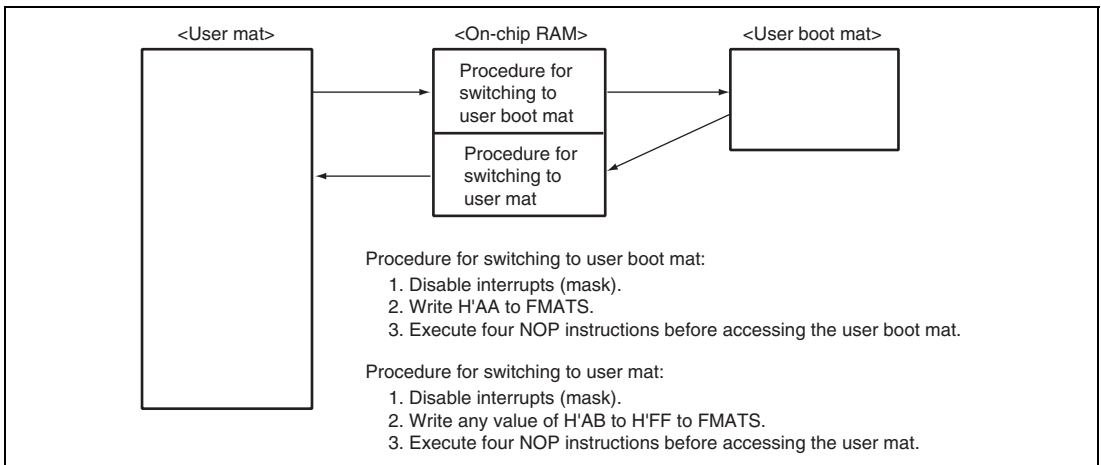 <User mat>
<On-chip RAM>
<User boot mat>
Procedure for
switching to
user boot mat
Procedure for
switching to
user mat
Procedure for switching to user boot mat:
1. Disable interrupts (mask).
2. Write H'AA to FMATS.
3. Execute four NOP instructions before accessing the user boot mat.
Procedure for switching to user mat:
1. Disable interrupts (mask).
2. Write any value of H'AB to H'FF to FMATS.
3. Execute four NOP instructions before accessing the user mat.